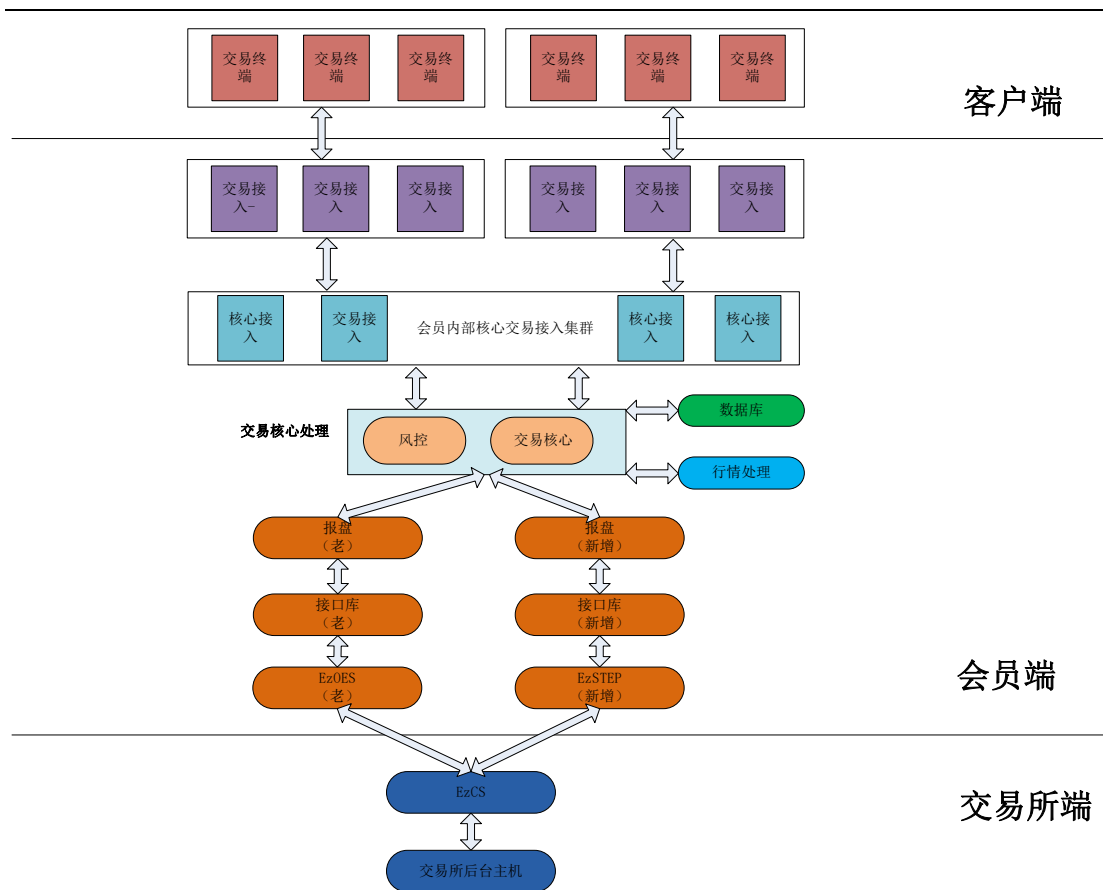 交易终
端
交易终
端
交易终
端
交易终
端
交易终
端
交易终
端
客户端
交易接
入-
交易接
入
交易接
入
交易接
入
交易接
入
交易接
入
核心接
入
交易接
入
会员内部核心交易接入集群
核心接
入
核心接
入
交易核心处理
风控
交易核心
数据库
行情处理
报盘
（老）
报盘
（新增）
接口库
（老）
接口库
（新增）
EzOES
（老）
EzSTEP
（新增）
会员端
EzCS
交易所端
交易所后台主机